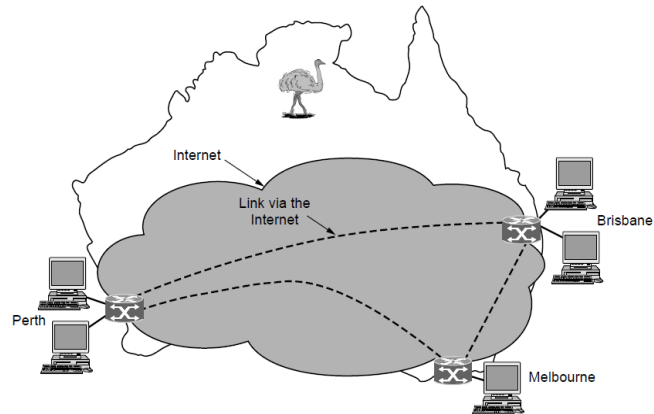 Internet
Link via the
Internet
Brisbane
Perth
Melbourne